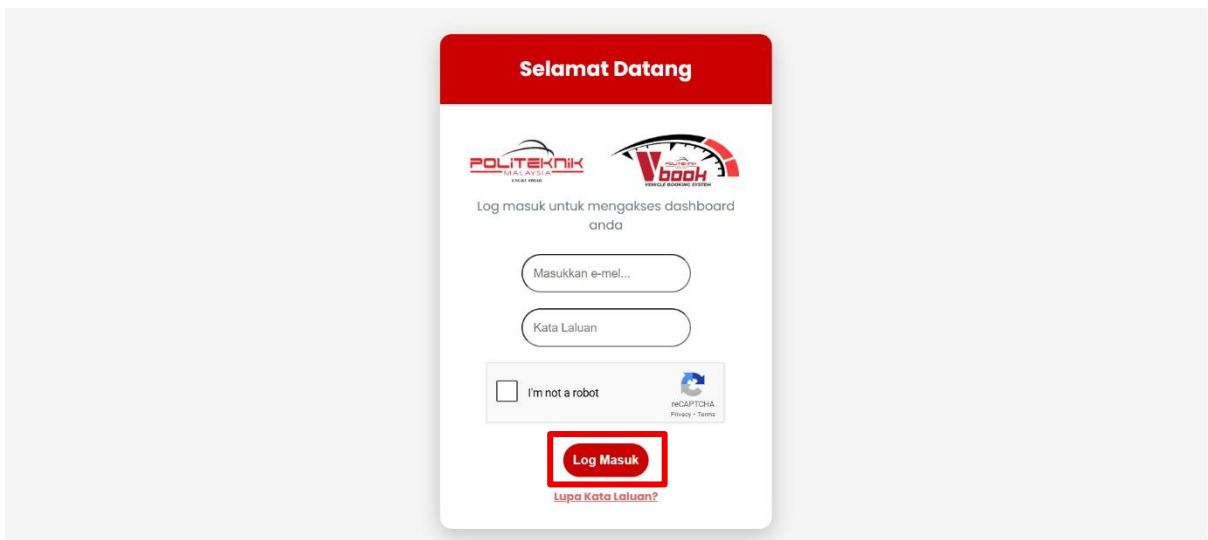 Selamat Datang
POLITEKNIK
MALAYSIA
Vbook
VEHICLE BOOKING SYSTEM
Log masuk untuk mengakses dashboard
anda
Masukkan e-mel...
Kata Laluan
I'm not a robot
reCAPTCHA
Privacy - Terms
Log Masuk
Lupa Kata Laluan?